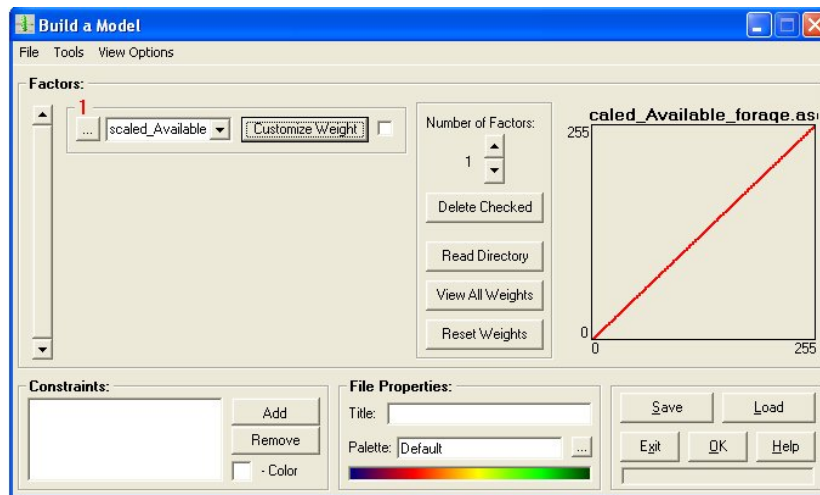 Build a Model
File Tools View Options
Factors:
1
... scaled_Available Customize Weight
Number of Factors:
1
Delete Checked
Read Directory
View All Weights
Reset Weights
caled_Available_forage.as
255
0
0 255
Constraints:
Add
Remove
- Color
File Properties:
Title:
Palette: Default ...
Save Load
Exit OK Help